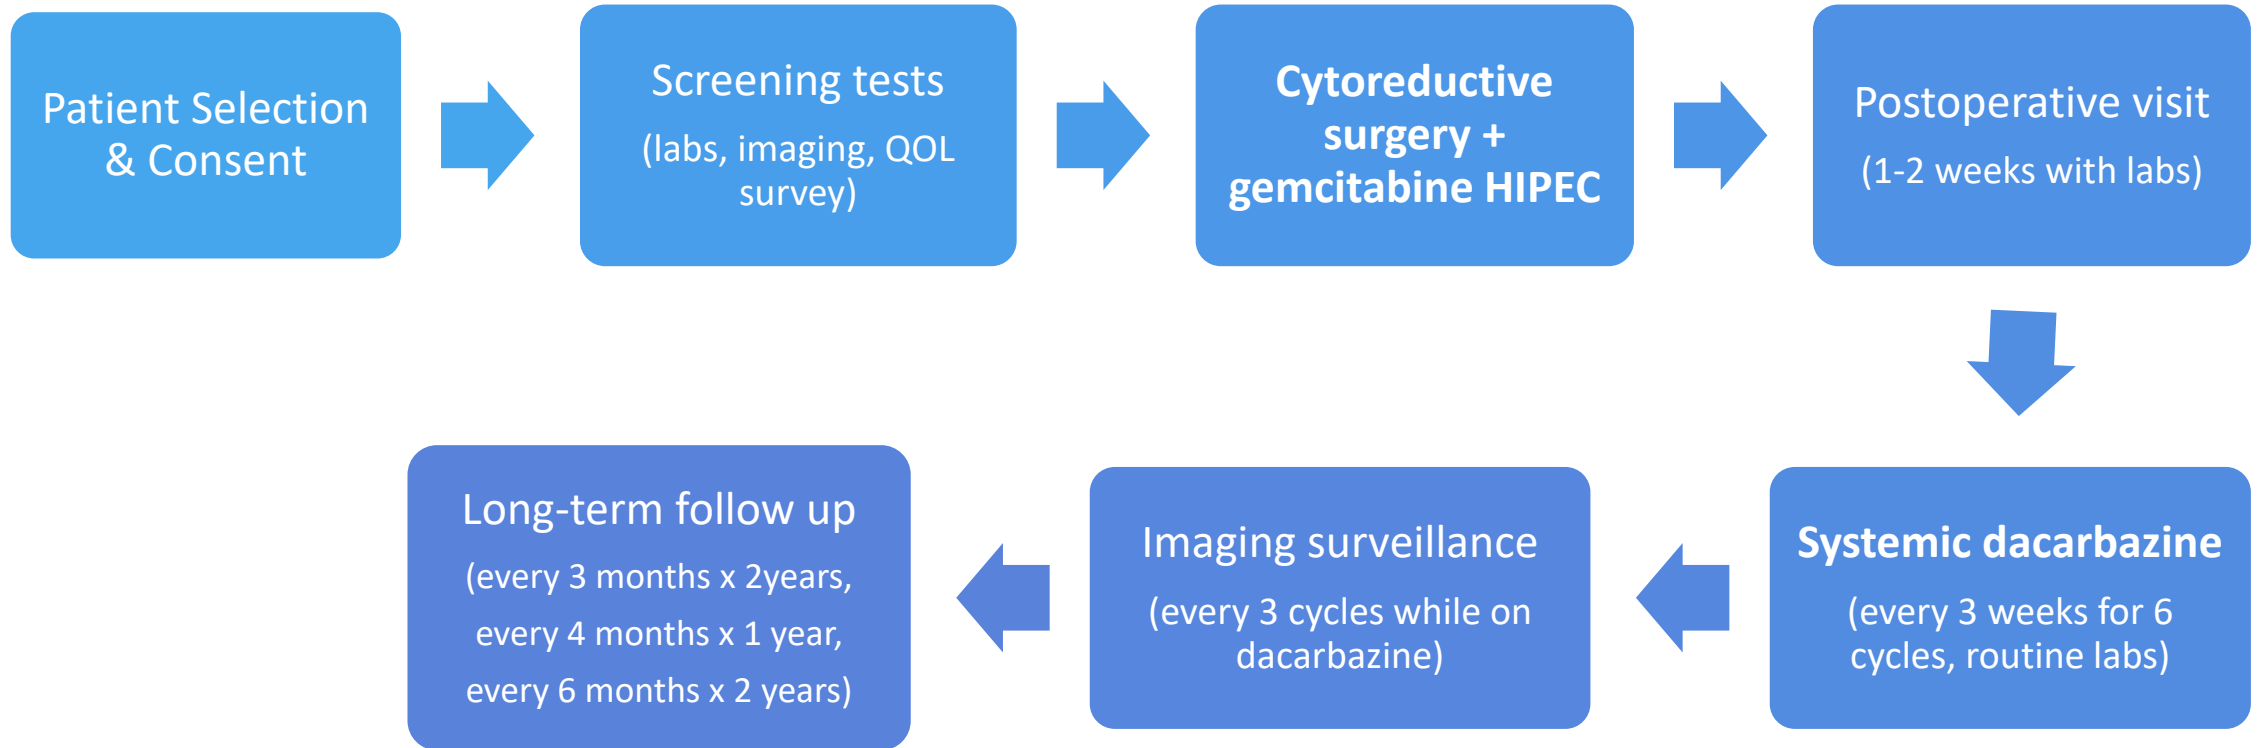 Patient Selection
& Consent
Screening tests
(labs, imaging, QOL
survey)
Cytoreductive
surgery +
gemcitabine HIPEC
Postoperative visit
(1-2 weeks with labs)
Systemic dacarbazine
(every 3 weeks for 6
cycles, routine labs)
Imaging surveillance
(every 3 cycles while on
dacarbazine)
Long-term follow up
(every 3 months x 2years,
every 4 months x 1 year,
every 6 months x 2 years)